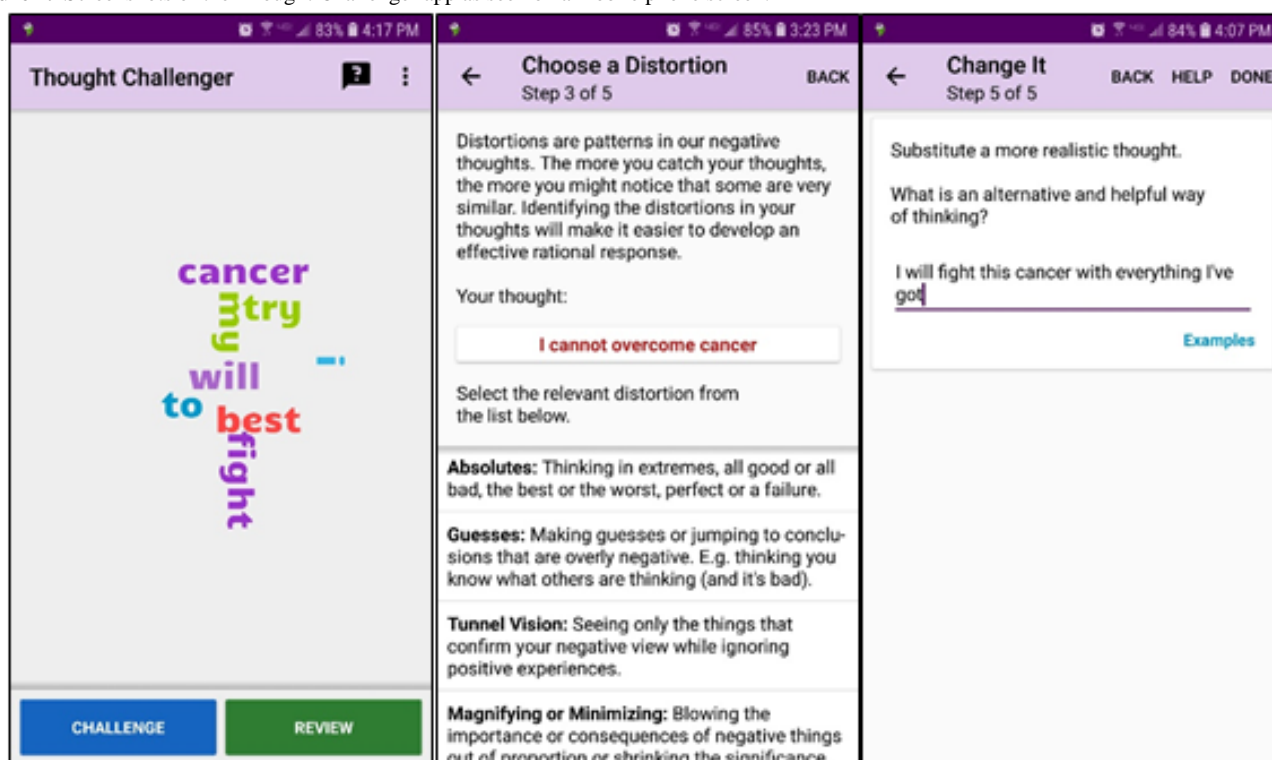 83% 4:17 PM
Thought Challenger
?
cancer
try
my
i
will
to
best
fight
CHALLENGE
REVIEW
85% 3:23 PM
Choose a Distortion
BACK
Step 3 of 5
Distortions are patterns in our negative
thoughts. The more you catch your thoughts,
the more you might notice that some are very
similar. Identifying the distortions in your
thoughts will make it easier to develop an
effective rational response.
Your thought:
I cannot overcome cancer
Select the relevant distortion from
the list below.
Absolutes: Thinking in extremes, all good or all
bad, the best or the worst, perfect or a failure.
Guesses: Making guesses or jumping to conclu-
sions that are overly negative. E.g. thinking you
know what others are thinking (and it's bad).
Tunnel Vision: Seeing only the things that
confirm your negative view while ignoring
positive experiences.
Magnifying or Minimizing: Blowing the
importance or consequences of negative things
out of proportion or shrinking the significance
84% 4:07 PM
Change It
BACK HELP DONE
Step 5 of 5
Substitute a more realistic thought.
What is an alternative and helpful way
of thinking?
I will fight this cancer with everything I've
got
Examples